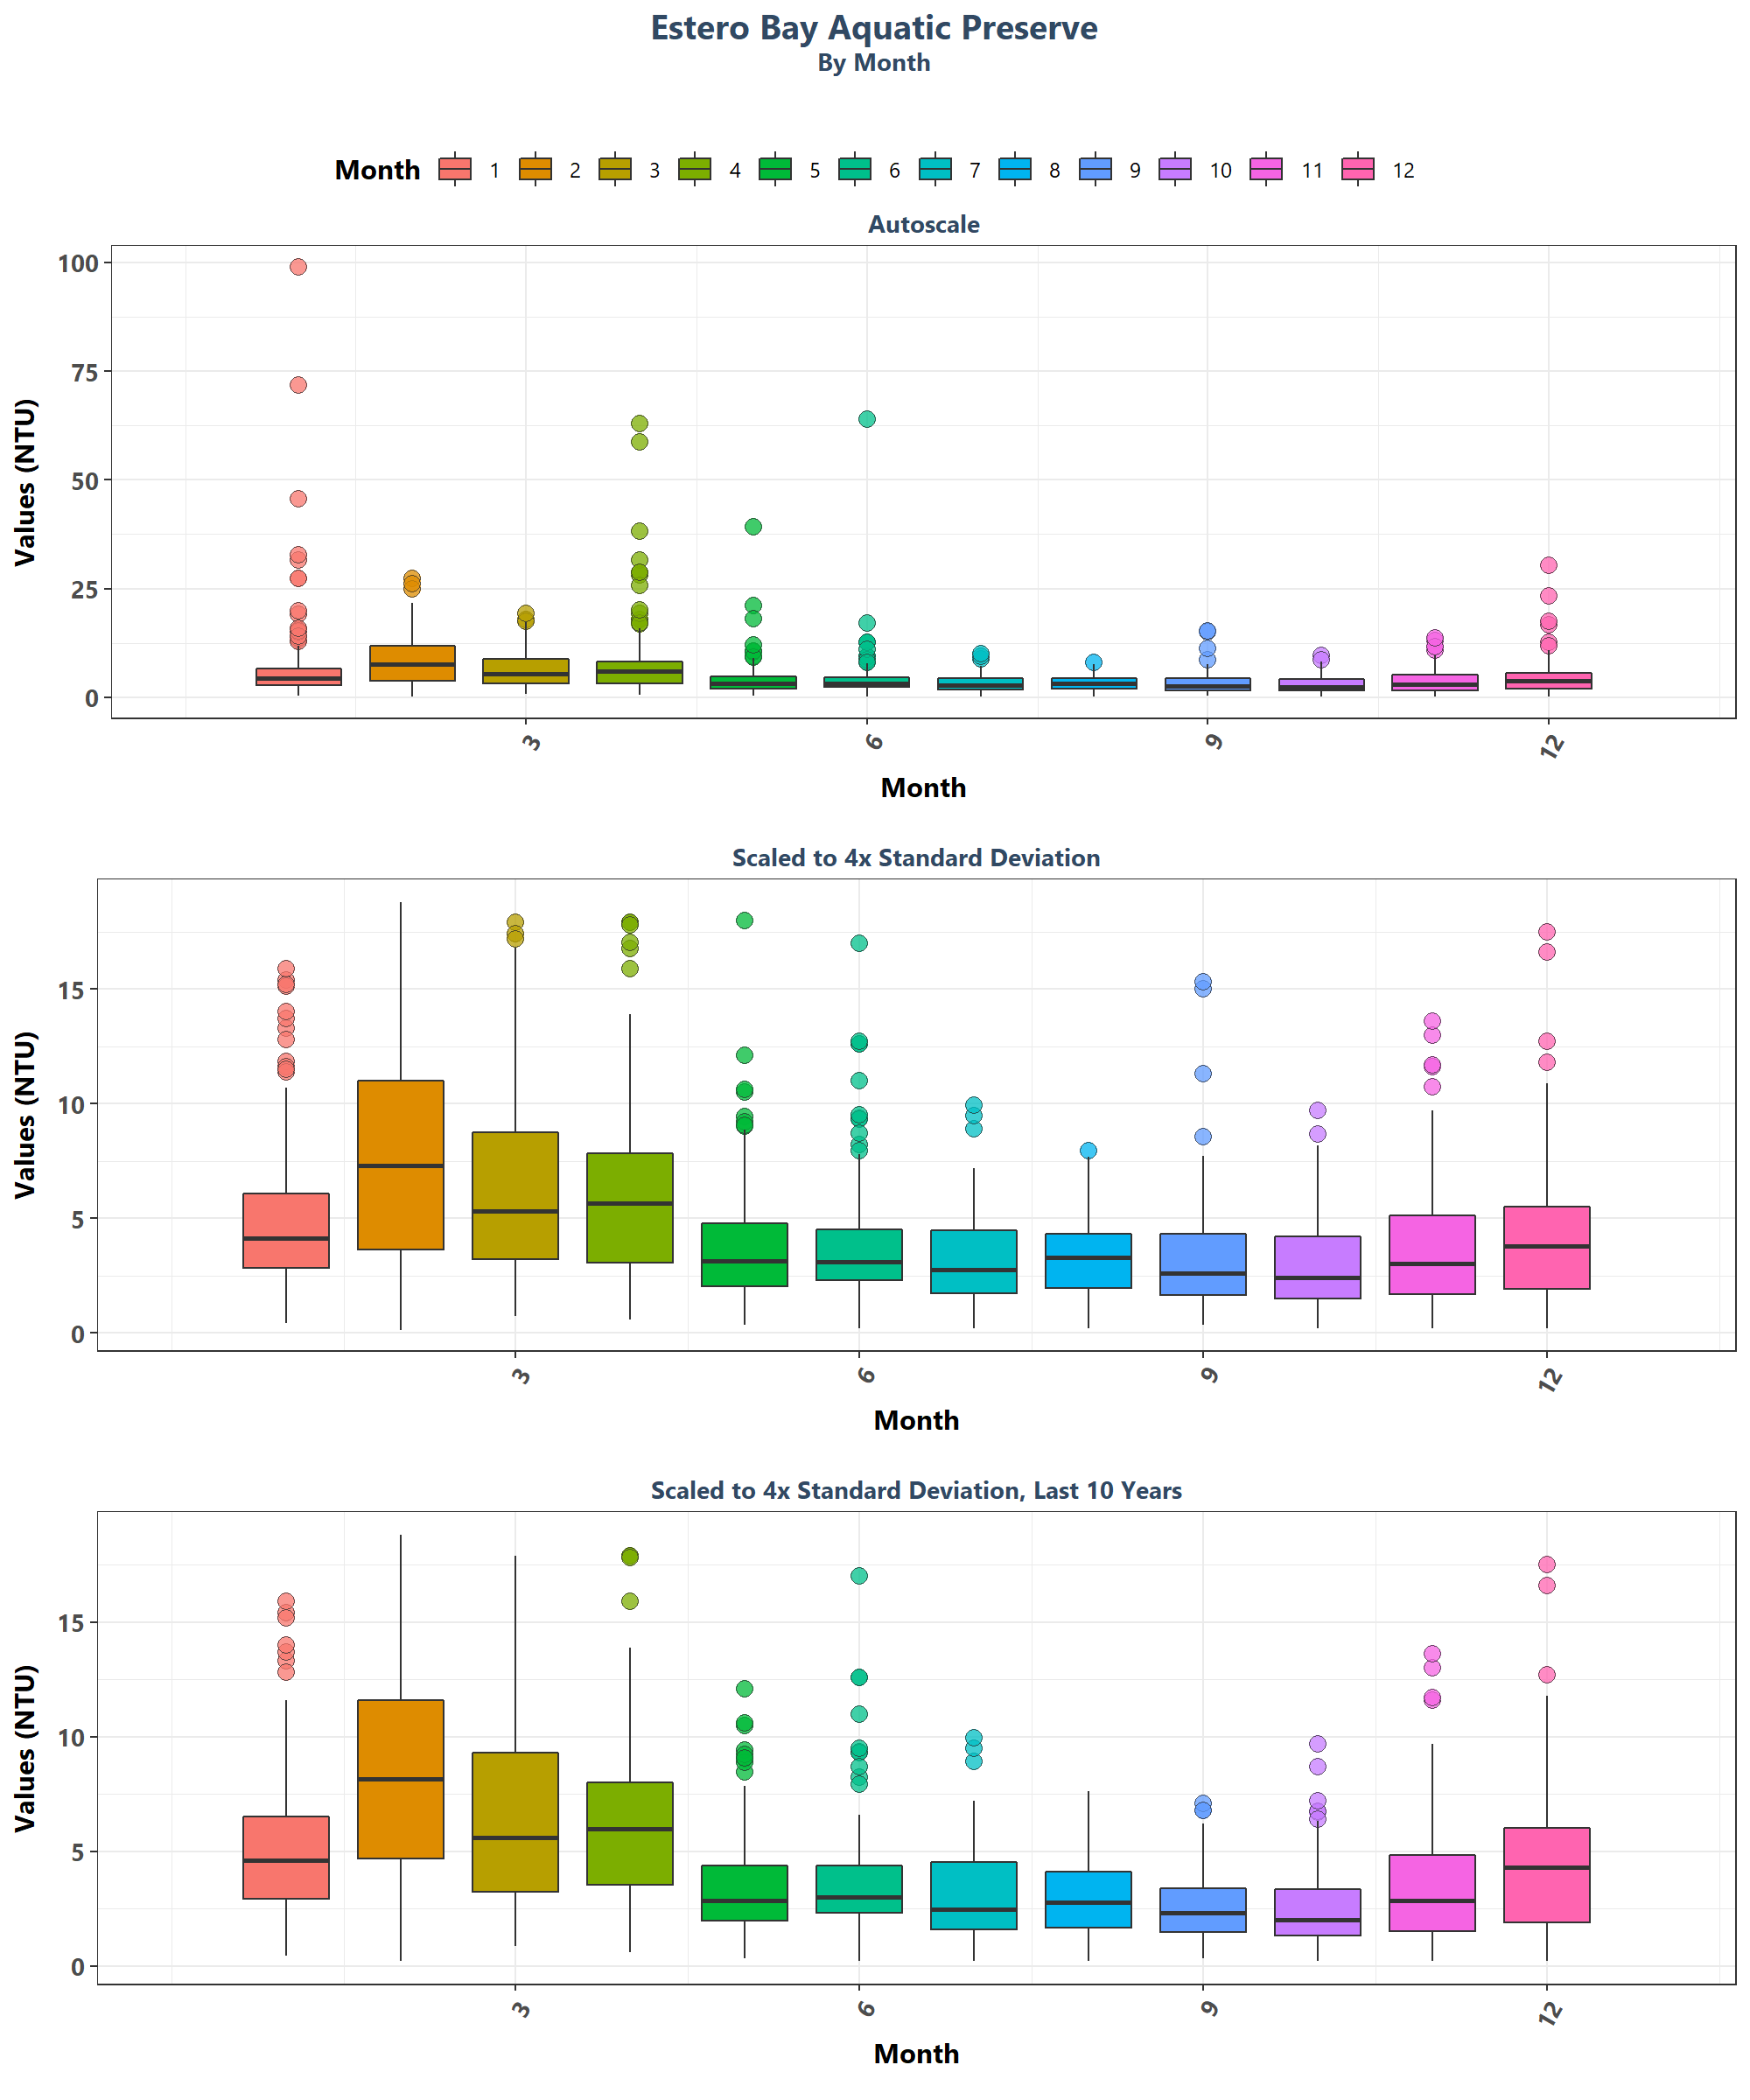 Estero Bay Aquatic Preserve
By Month
Month 1 2 3 4 5 6 7 8 9 10 11 12
Autoscale
Values (NTU)
100
75
50
25
0
3 6 9 12
Month
Scaled to 4x Standard Deviation
Values (NTU)
15
10
5
0
3 6 9 12
Month
Scaled to 4x Standard Deviation, Last 10 Years
Values (NTU)
15
10
5
0
3 6 9 12
Month